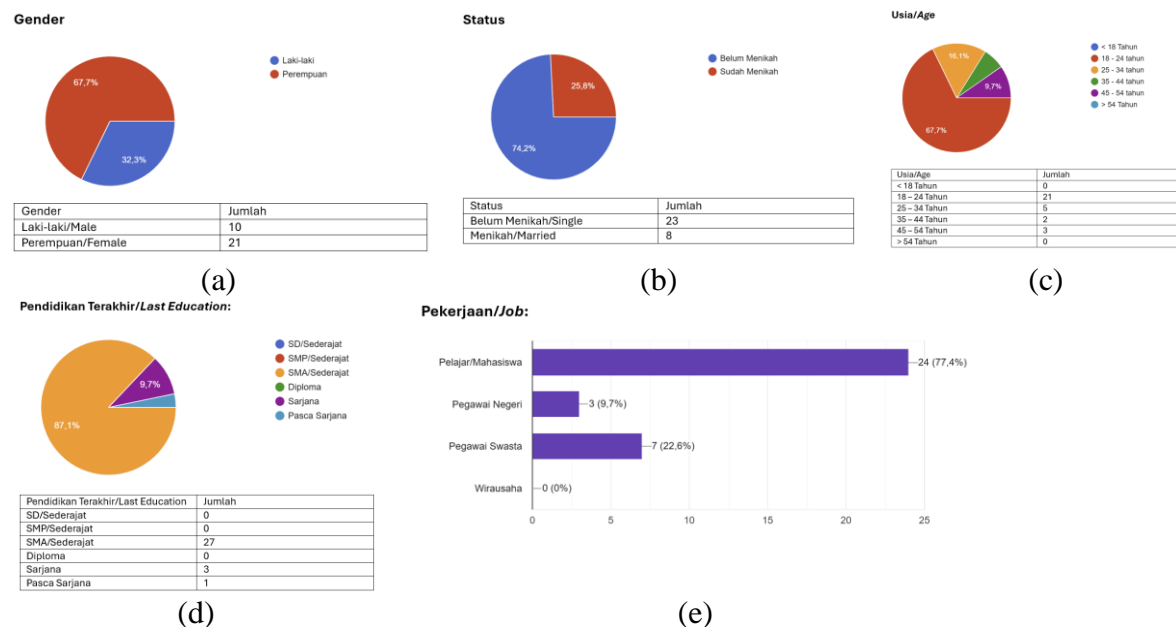 Gender
67,7%
32,3%
Laki-laki
Perempuan
Gender Jumlah
Laki-laki/Male 10
Perempuan/Female 21
(a)
Status
25,8%
74,2%
Belum Menikah
Sudah Menikah
Status Jumlah
Belum Menikah/Single 23
Menikah/Married 8
(b)
Usia/Age
16,1%
9,7%
67,7%
< 18 Tahun
18 - 24 tahun
25 - 34 tahun
35 - 44 tahun
45 - 54 tahun
> 54 Tahun
Usia/Age Jumlah
< 18 Tahun 0
18 – 24 Tahun 21
25 – 34 Tahun 5
35 – 44 Tahun 2
45 – 54 Tahun 3
> 54 Tahun 0
(c)
Pendidikan Terakhir/Last Education:
9,7%
87,1%
SD/Sederajat
SMP/Sederajat
SMA/Sederajat
Diploma
Sarjana
Pasca Sarjana
Pendidikan Terakhir/Last Education Jumlah
SD/Sederajat 0
SMP/Sederajat 0
SMA/Sederajat 27
Diploma 0
Sarjana 3
Pasca Sarjana 1
(d)
Pekerjaan/Job:
Pelajar/Mahasiswa 24 (77,4%)
Pegawai Negeri 3 (9,7%)
Pegawai Swasta 7 (22,6%)
Wirausaha 0 (0%)
0 5 10 15 20 25
(e)